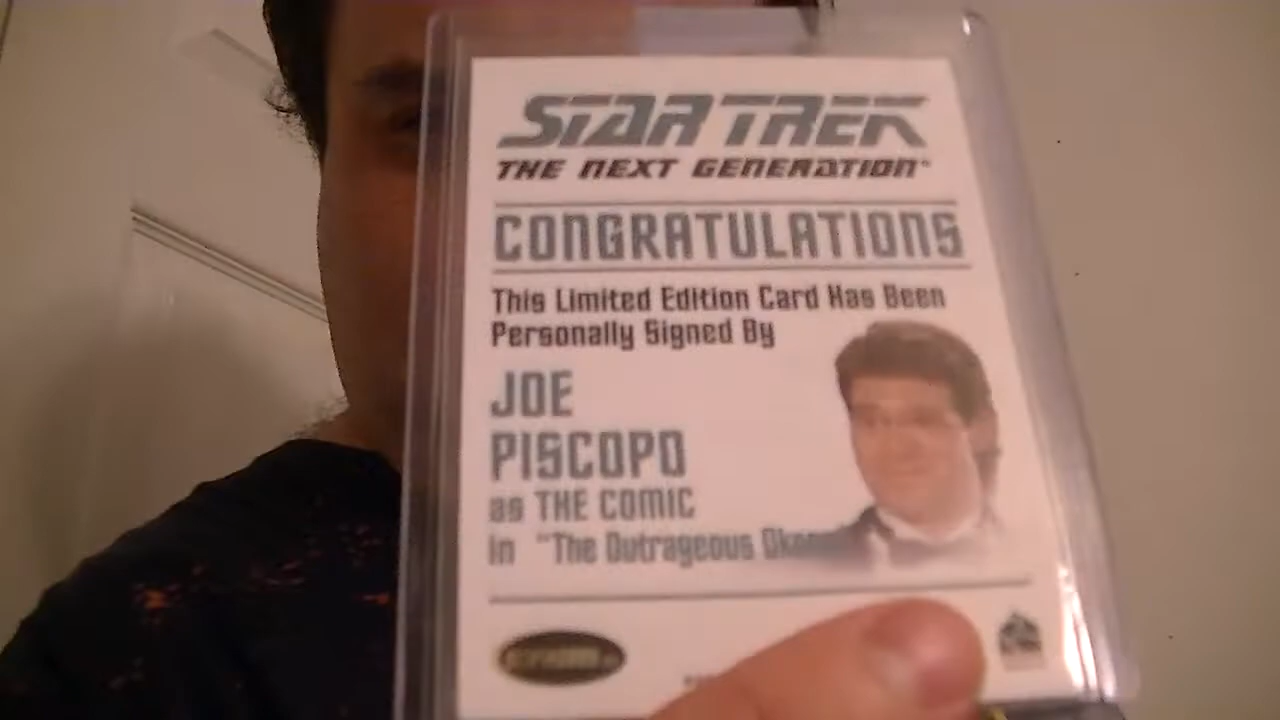 STAR TREK
THE NEXT GENERATION
CONGRATULATIONS
This Limited Edition Card Has Been
Personally Signed By
JOE
PISCOPO
as THE COMIC
in "The Outrageous